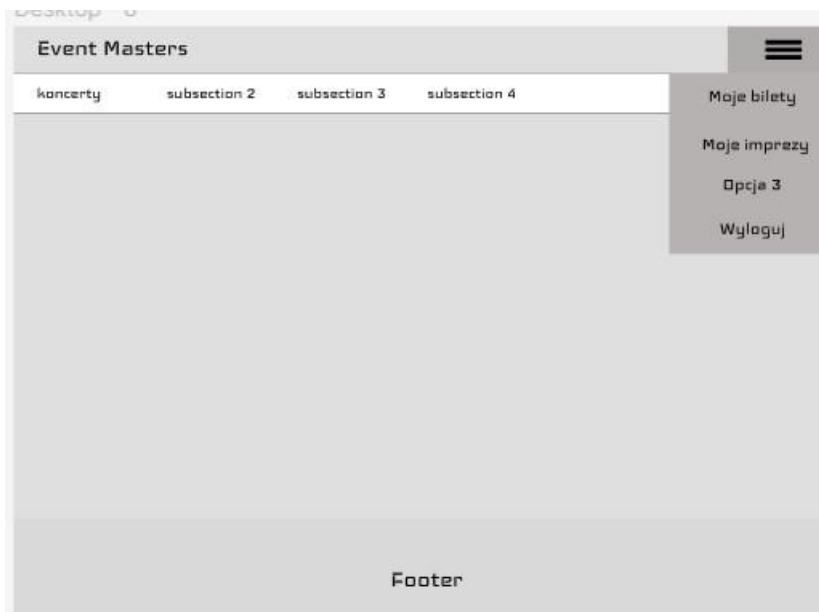 Event Masters
koncerty subsection 2 subsection 3 subsection 4
Moje bilety
Moje imprezy
Opcja 3
Wyloguj
Footer